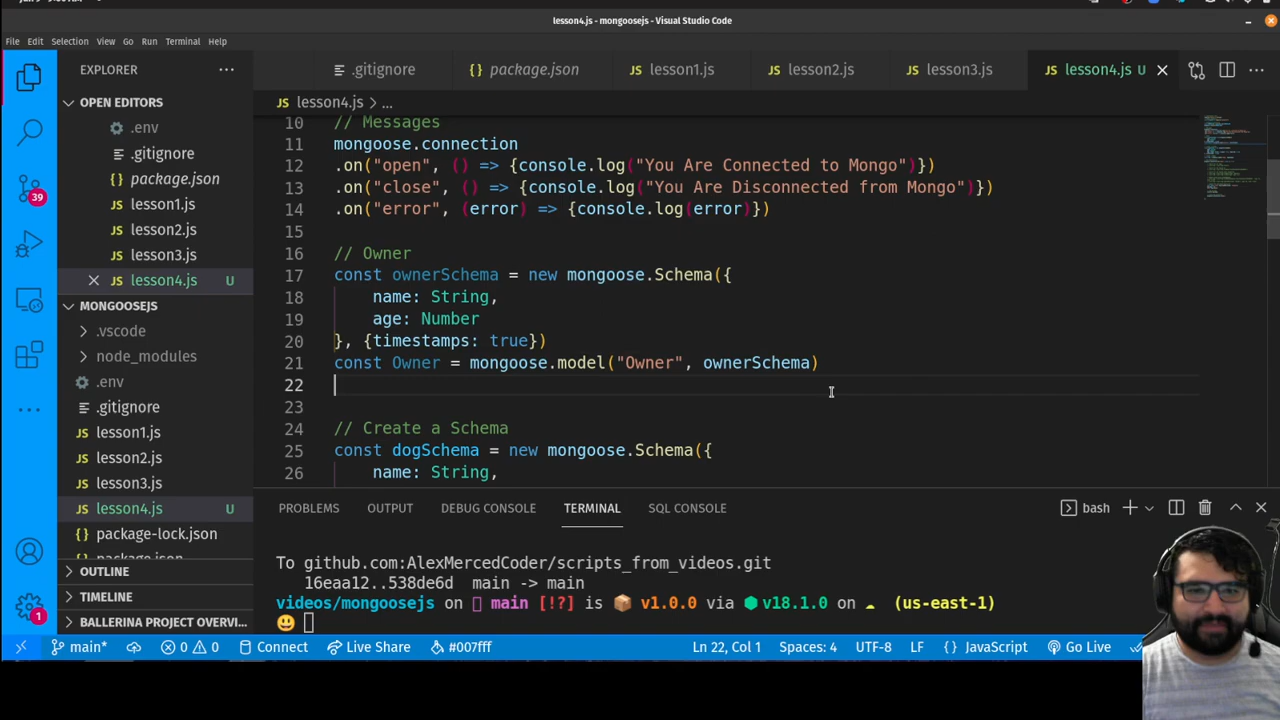 lesson4.js - mongoosejs - Visual Studio Code
File Edit Selection View Go Run Terminal Help
EXPLORER
.gitignore
package.json
JS lesson1.js
JS lesson2.js
JS lesson3.js
JS lesson4.js U
JS lesson4.js > ...
OPEN EDITORS
.env
.gitignore
package.json
JS lesson1.js
JS lesson2.js
JS lesson3.js
JS lesson4.js U
MONGOOSEJS
.vscode
node_modules
.env
.gitignore
JS lesson1.js
JS lesson2.js
JS lesson3.js
JS lesson4.js U
{} package-lock.json
OUTLINE
TIMELINE
BALLERINA PROJECT OVERVI...
39
1
10 // Messages
11 mongoose.connection
12 .on("open", () => {console.log("You Are Connected to Mongo")})
13 .on("close", () => {console.log("You Are Disconnected from Mongo")})
14 .on("error", (error) => {console.log(error)})
15
16 // Owner
17 const ownerSchema = new mongoose.Schema({
18 name: String,
19 age: Number
20 }, {timestamps: true})
21 const Owner = mongoose.model("Owner", ownerSchema)
22
23
24 // Create a Schema
25 const dogSchema = new mongoose.Schema({
26 name: String,
PROBLEMS OUTPUT DEBUG CONSOLE TERMINAL SQL CONSOLE
bash
To github.com:AlexMercedCoder/scripts_from_videos.git
16eaa12..538de6d main -> main
videos/mongoosejs on main [!?] is v1.0.0 via v18.1.0 on (us-east-1)
main* 0 0 Connect Live Share #007fff Ln 22, Col 1 Spaces: 4 UTF-8 LF {} JavaScript Go Live